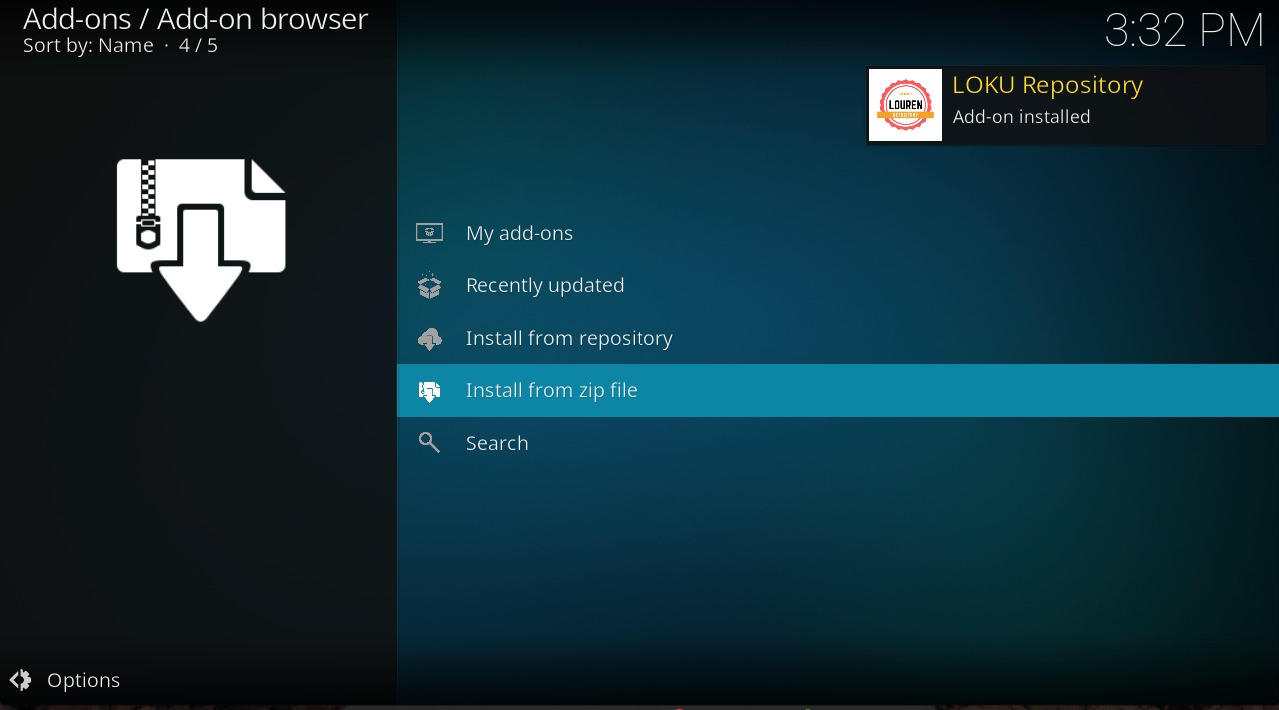 Add-ons / Add-on browser
Sort by: Name · 4 / 5
3:32 PM
LOUREN
REPOSITORY
LOKU Repository
Add-on installed
My add-ons
Recently updated
Install from repository
Install from zip file
Search
Options